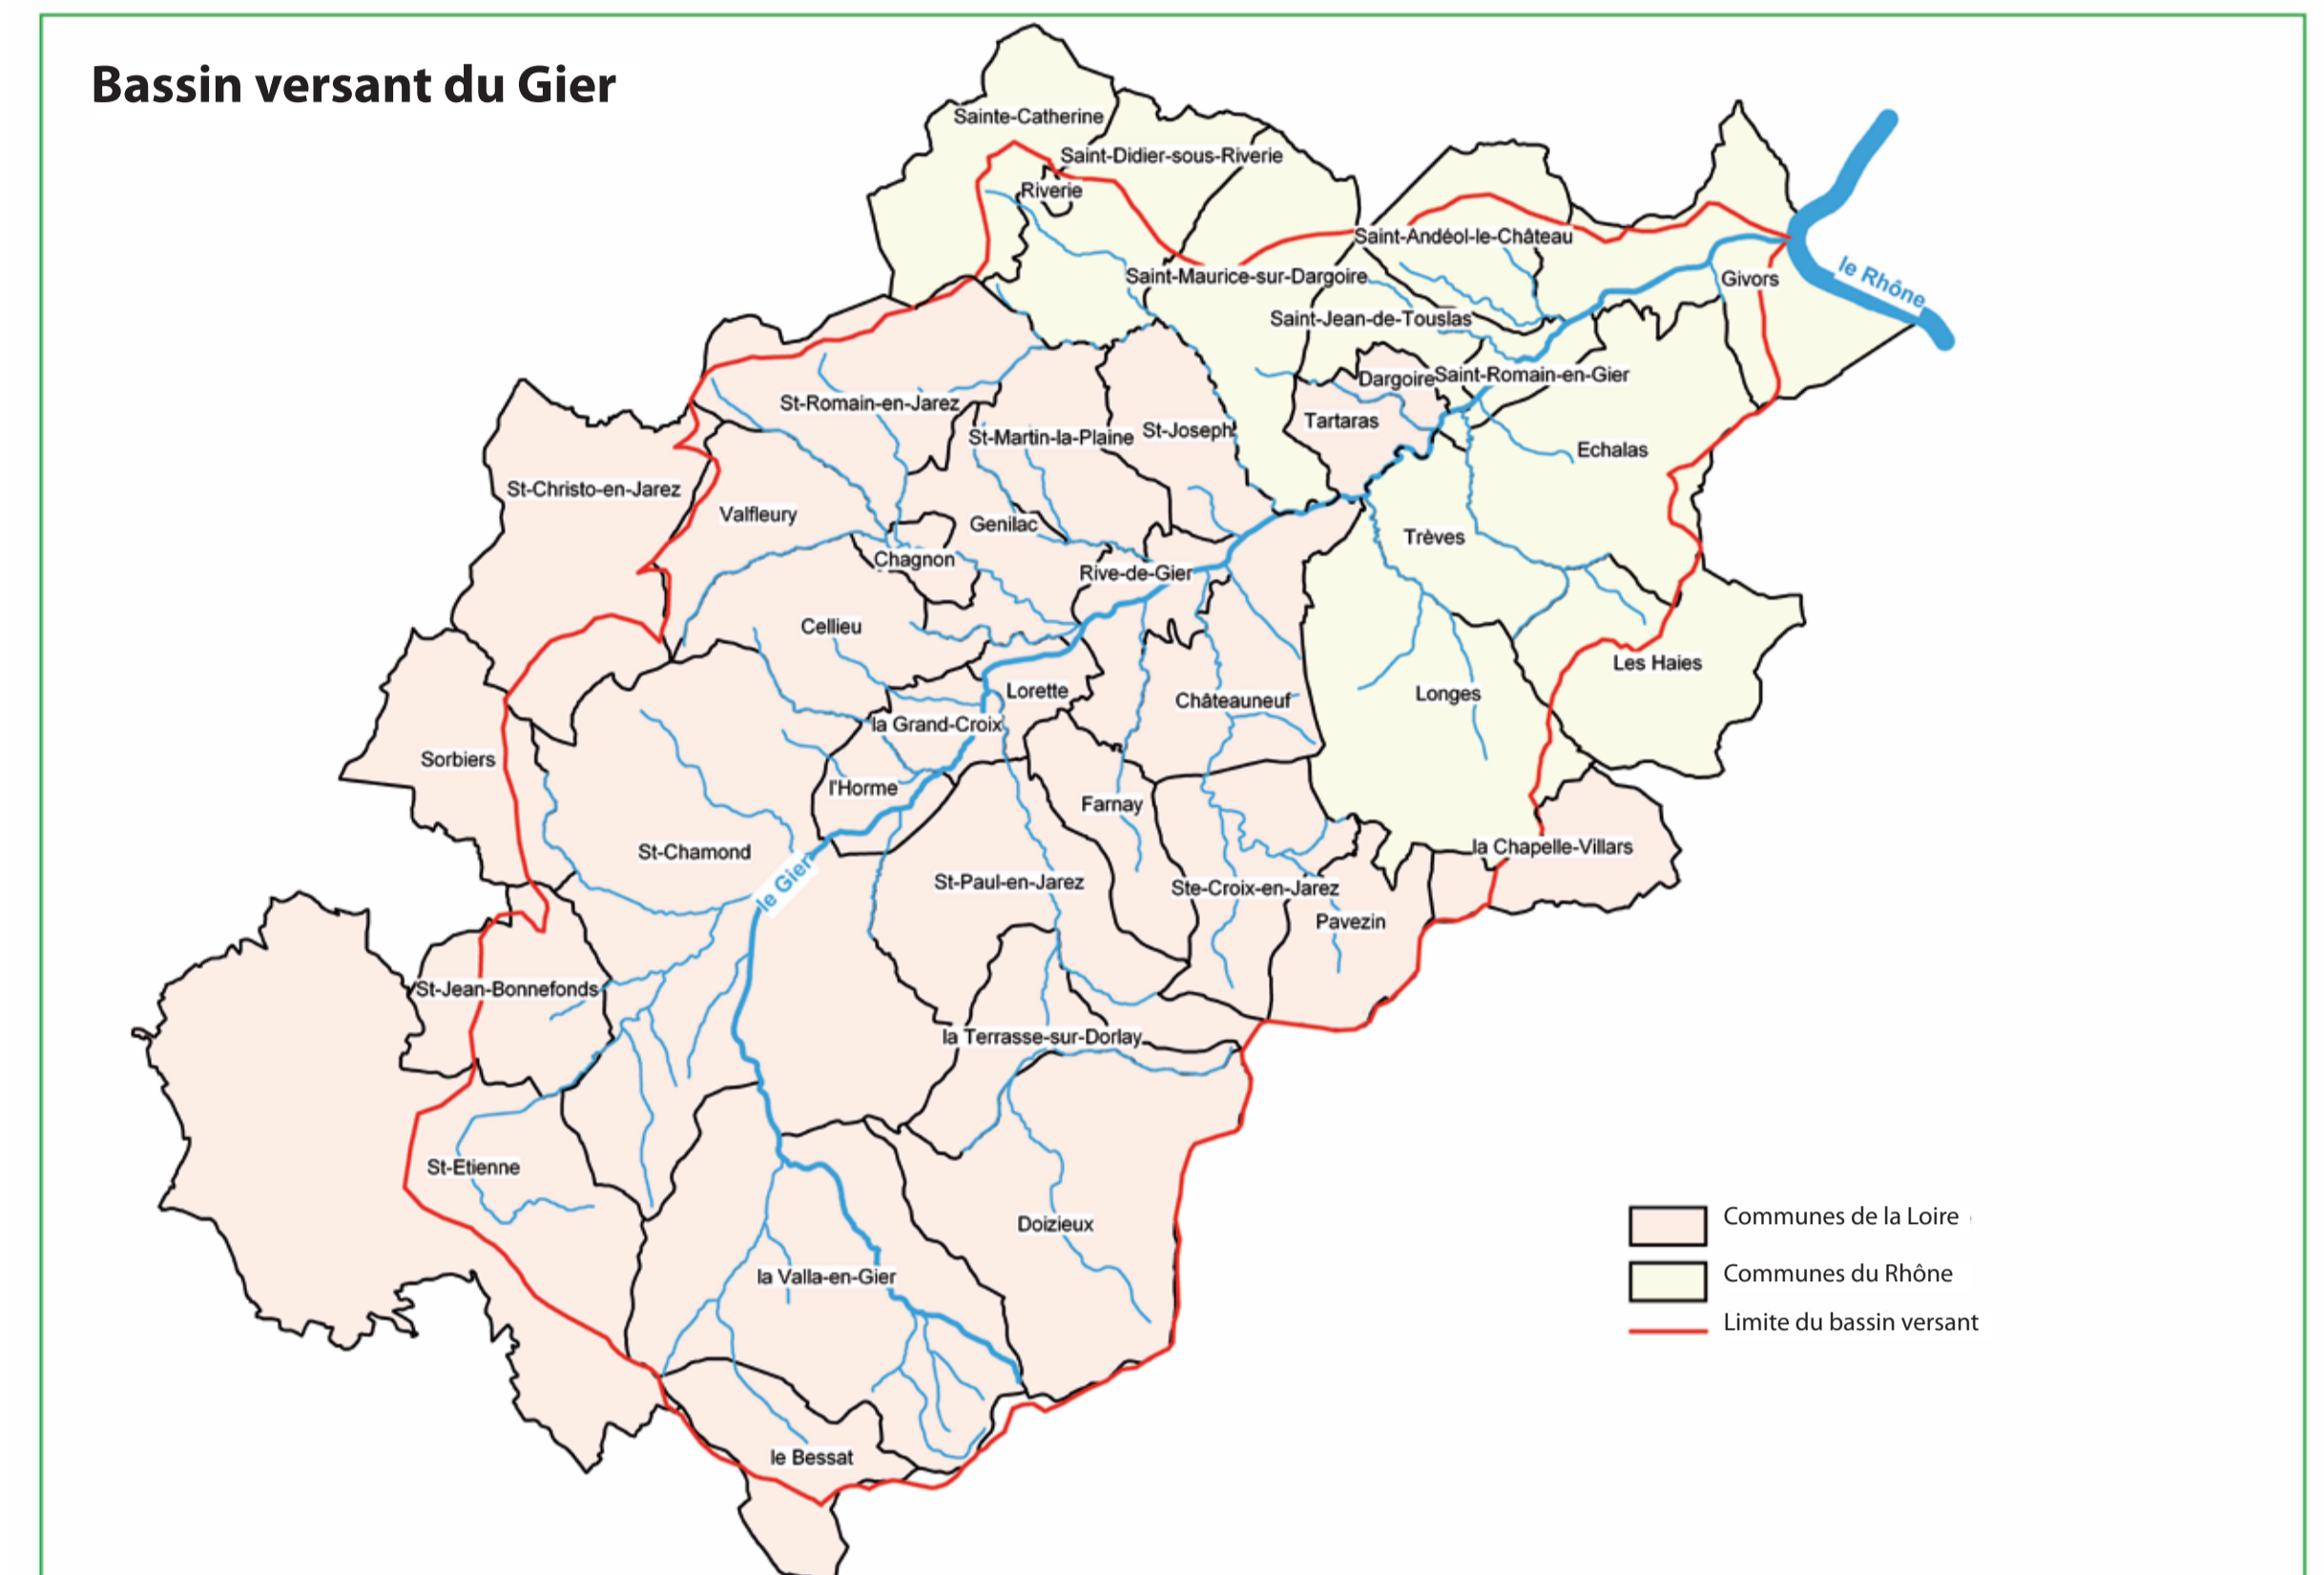 Bassin versant du Gier
Sainte-Catherine
Saint-Didier-sous-Riverie
Riverie
Saint-Andéol-le-Château
Saint-Maurice-sur-Dargoire
Givors
le Rhône
Saint-Jean-de-Touslas
Dargoire
Saint-Romain-en-Gier
St-Romain-en-Jarez
Tartaras
St-Martin-la-Plaine
St-Joseph
Echalas
St-Christo-en-Jarez
Valfleury
Genilac
Trèves
Chagnon
Rive-de-Gier
Cellieu
Les Haies
Lorette
Châteauneuf
Longes
la Grand-Croix
Sorbiers
l'Horme
Farnay
la Chapelle-Villars
St-Chamond
le Gier
St-Paul-en-Jarez
Ste-Croix-en-Jarez
Pavezin
St-Jean-Bonnefonds
la Terrasse-sur-Dorlay
St-Etienne
Doizieux
la Valla-en-Gier
le Bessat
Communes de la Loire
Communes du Rhône
Limite du bassin versant